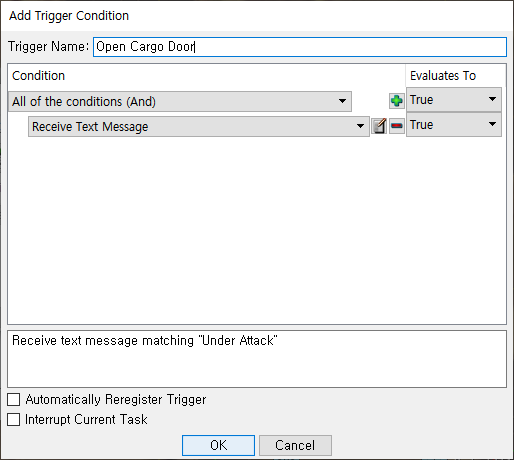 Add Trigger Condition
Trigger Name: Open Cargo Door
Condition Evaluates To
All of the conditions (And) True
Receive Text Message True
Receive text message matching "Under Attack"
Automatically Reregister Trigger
Interrupt Current Task
OK Cancel